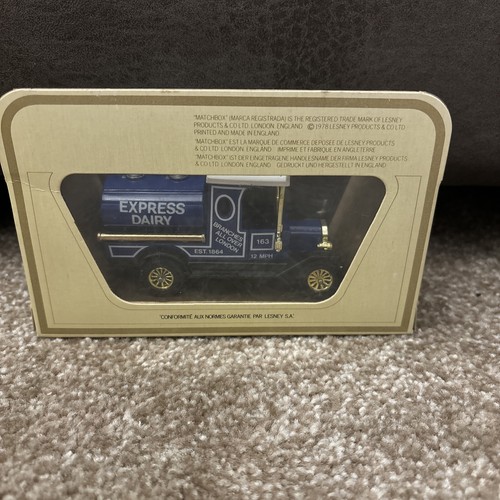 "MATCHBOX" (MARCA REGISTRADA) IS THE REGISTERED TRADE MARK OF LESNEY
PRODUCTS & CO LTD. LONDON. ENGLAND. © 1978 LESNEY PRODUCTS & CO LTD
PRINTED AND MADE IN ENGLAND
"MATCHBOX" EST LA MARQUE DE COMMERCE DEPOSEE DE LESNEY PRODUCTS
& CO LTD. LONDON. ENGLAND. IMPRIME ET FABRIQUE EN ANGLETERRE
"MATCHBOX" IST DER EINGETRAGENE HANDELSNAME DER FIRMA LESNEY PRODUCTS
& CO LTD. LONDON. ENGLAND. GEDRUCKT UND HERGESTELLT IN ENGLAND
EXPRESS
DAIRY
BRANCHES
ALL OVER
LONDON
EST. 1864
163
12 MPH
"CONFORMITÉ AUX NORMES GARANTIE PAR LESNEY S.A."